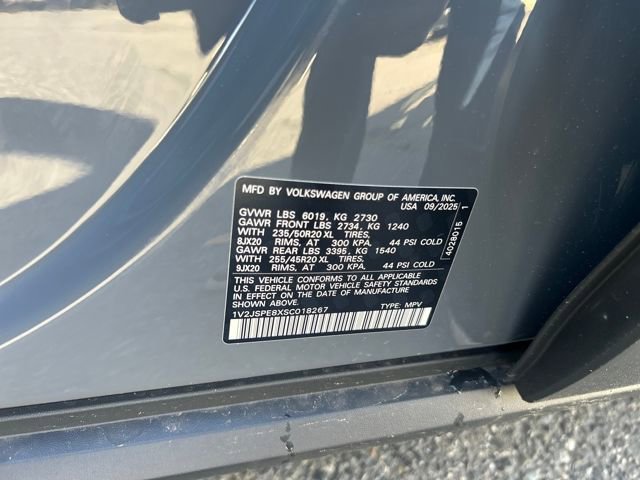 MFD BY VOLKSWAGEN GROUP OF AMERICA, INC.
USA 09/2025
GVWR LBS 6019, KG 2730
GAWR FRONT LBS 2734, KG 1240
WITH 235/50R20 XL TIRES.
8JX20 RIMS, AT 300 KPA. 44 PSI COLD
GAWR REAR LBS 3395, KG 1540
WITH 255/45R20 XL TIRES.
9JX20 RIMS, AT 300 KPA. 44 PSI COLD
THIS VEHICLE CONFORMS TO ALL APPLICABLE
U.S. FEDERAL MOTOR VEHICLE SAFETY STANDARDS
IN EFFECT ON THE DATE OF MANUFACTURE
SHOWN ABOVE.
1V2JSPE8XSC018267 TYPE: MPV
4028015 1